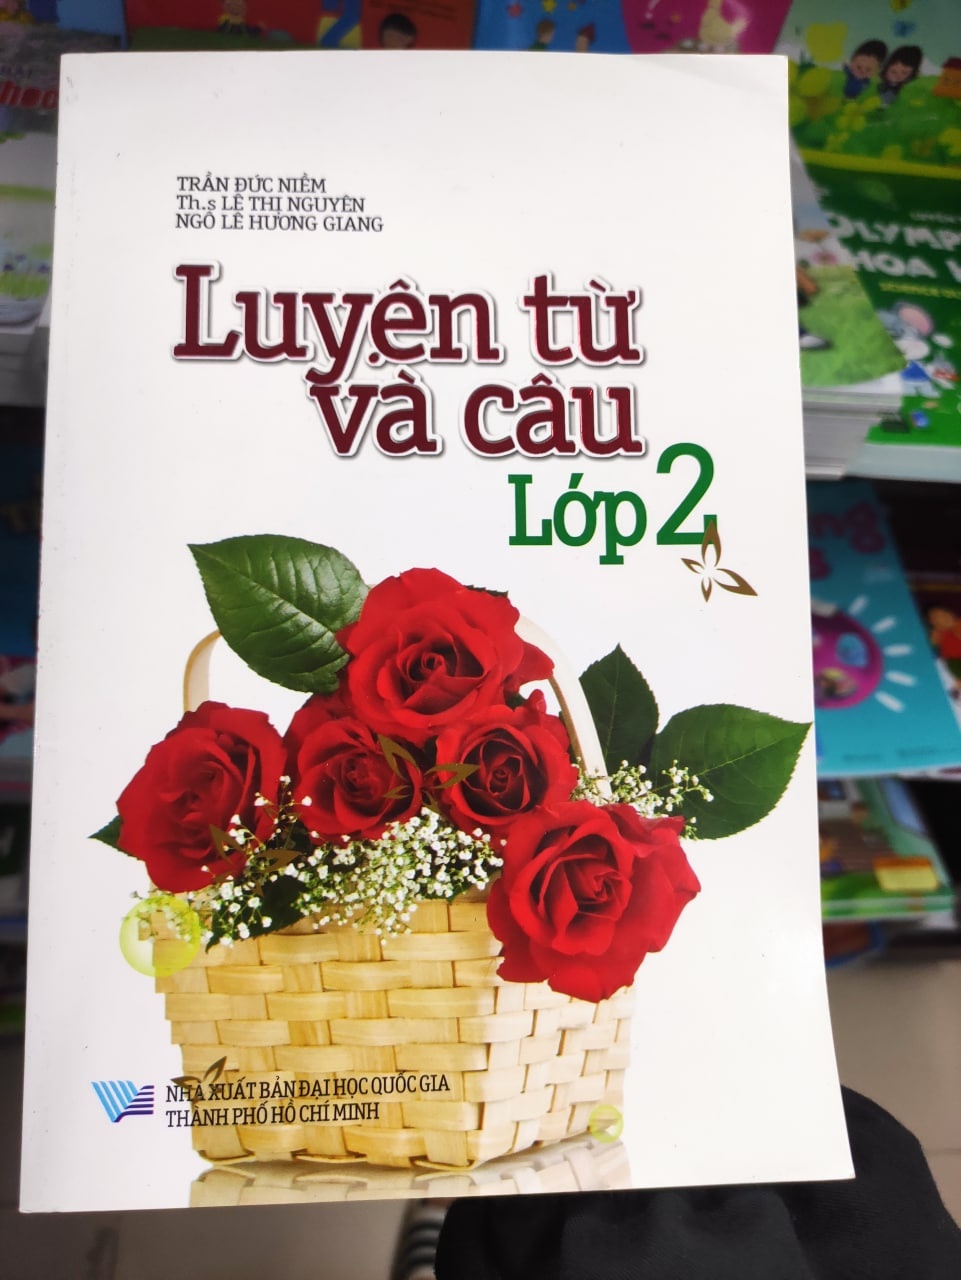 TRẦN ĐỨC NIỀM
Th.s LÊ THỊ NGUYÊN
NGÔ LÊ HƯƠNG GIANG
Luyện từ
và câu
Lớp 2
NHÀ XUẤT BẢN ĐẠI HỌC QUỐC GIA
THÀNH PHỐ HỒ CHÍ MINH